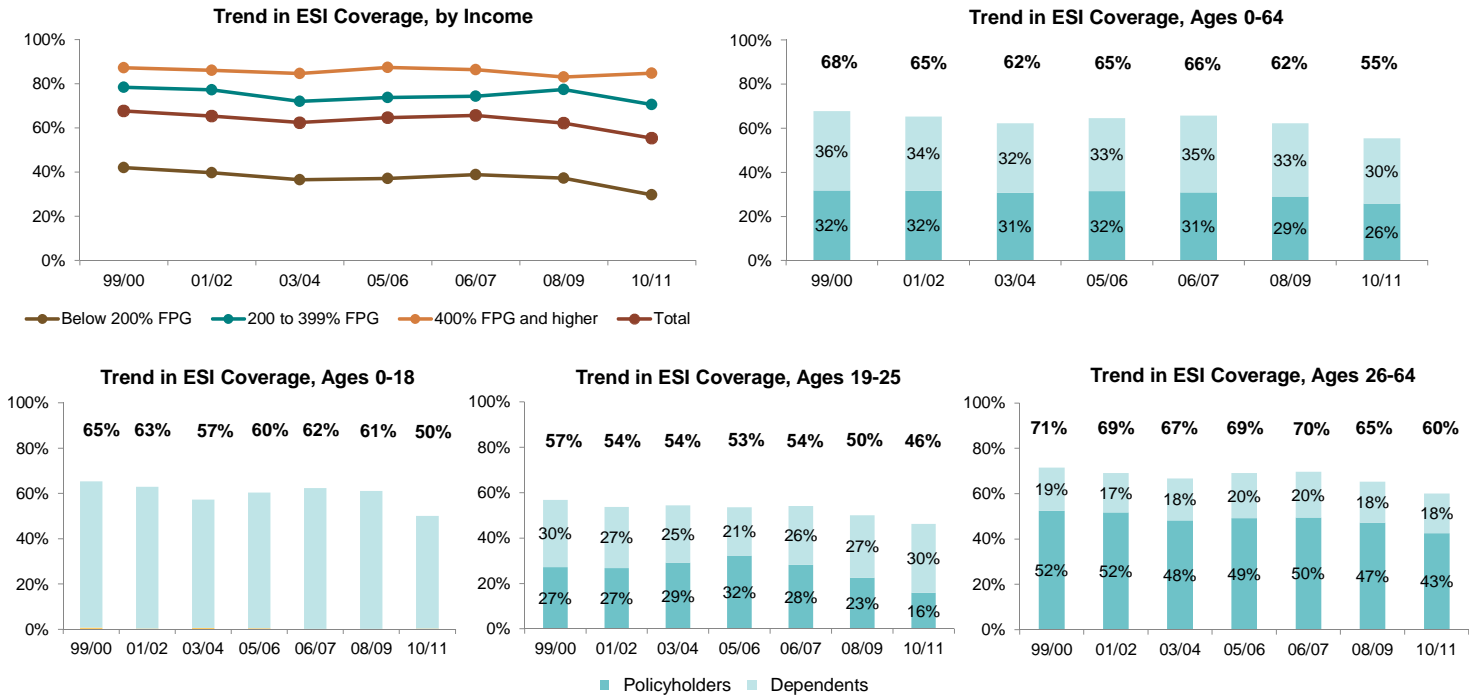 Trend in ESI Coverage, by Income
100%
80%
60%
40%
20%
0%
99/00 01/02 03/04 05/06 06/07 08/09 10/11
Below 200% FPG 200 to 399% FPG 400% FPG and higher Total
Trend in ESI Coverage, Ages 0-64
100%
68% 65% 62% 65% 66% 62% 55%
80%
60%
36% 34% 32% 33% 35% 33% 30%
40%
20%
32% 32% 31% 32% 31% 29% 26%
0%
99/00 01/02 03/04 05/06 06/07 08/09 10/11
Trend in ESI Coverage, Ages 0-18
100%
65% 63% 57% 60% 62% 61% 50%
80%
60%
40%
20%
0%
99/00 01/02 03/04 05/06 06/07 08/09 10/11
Trend in ESI Coverage, Ages 19-25
100%
57% 54% 54% 53% 54% 50% 46%
80%
60%
30% 27% 25% 21% 26% 27% 30%
40%
20%
27% 27% 29% 32% 28% 23% 16%
0%
99/00 01/02 03/04 05/06 06/07 08/09 10/11
Trend in ESI Coverage, Ages 26-64
100%
71% 69% 67% 69% 70% 65% 60%
80%
60%
19% 17% 18% 20% 20% 18% 18%
40%
20%
52% 52% 48% 49% 50% 47% 43%
0%
99/00 01/02 03/04 05/06 06/07 08/09 10/11
Policyholders Dependents